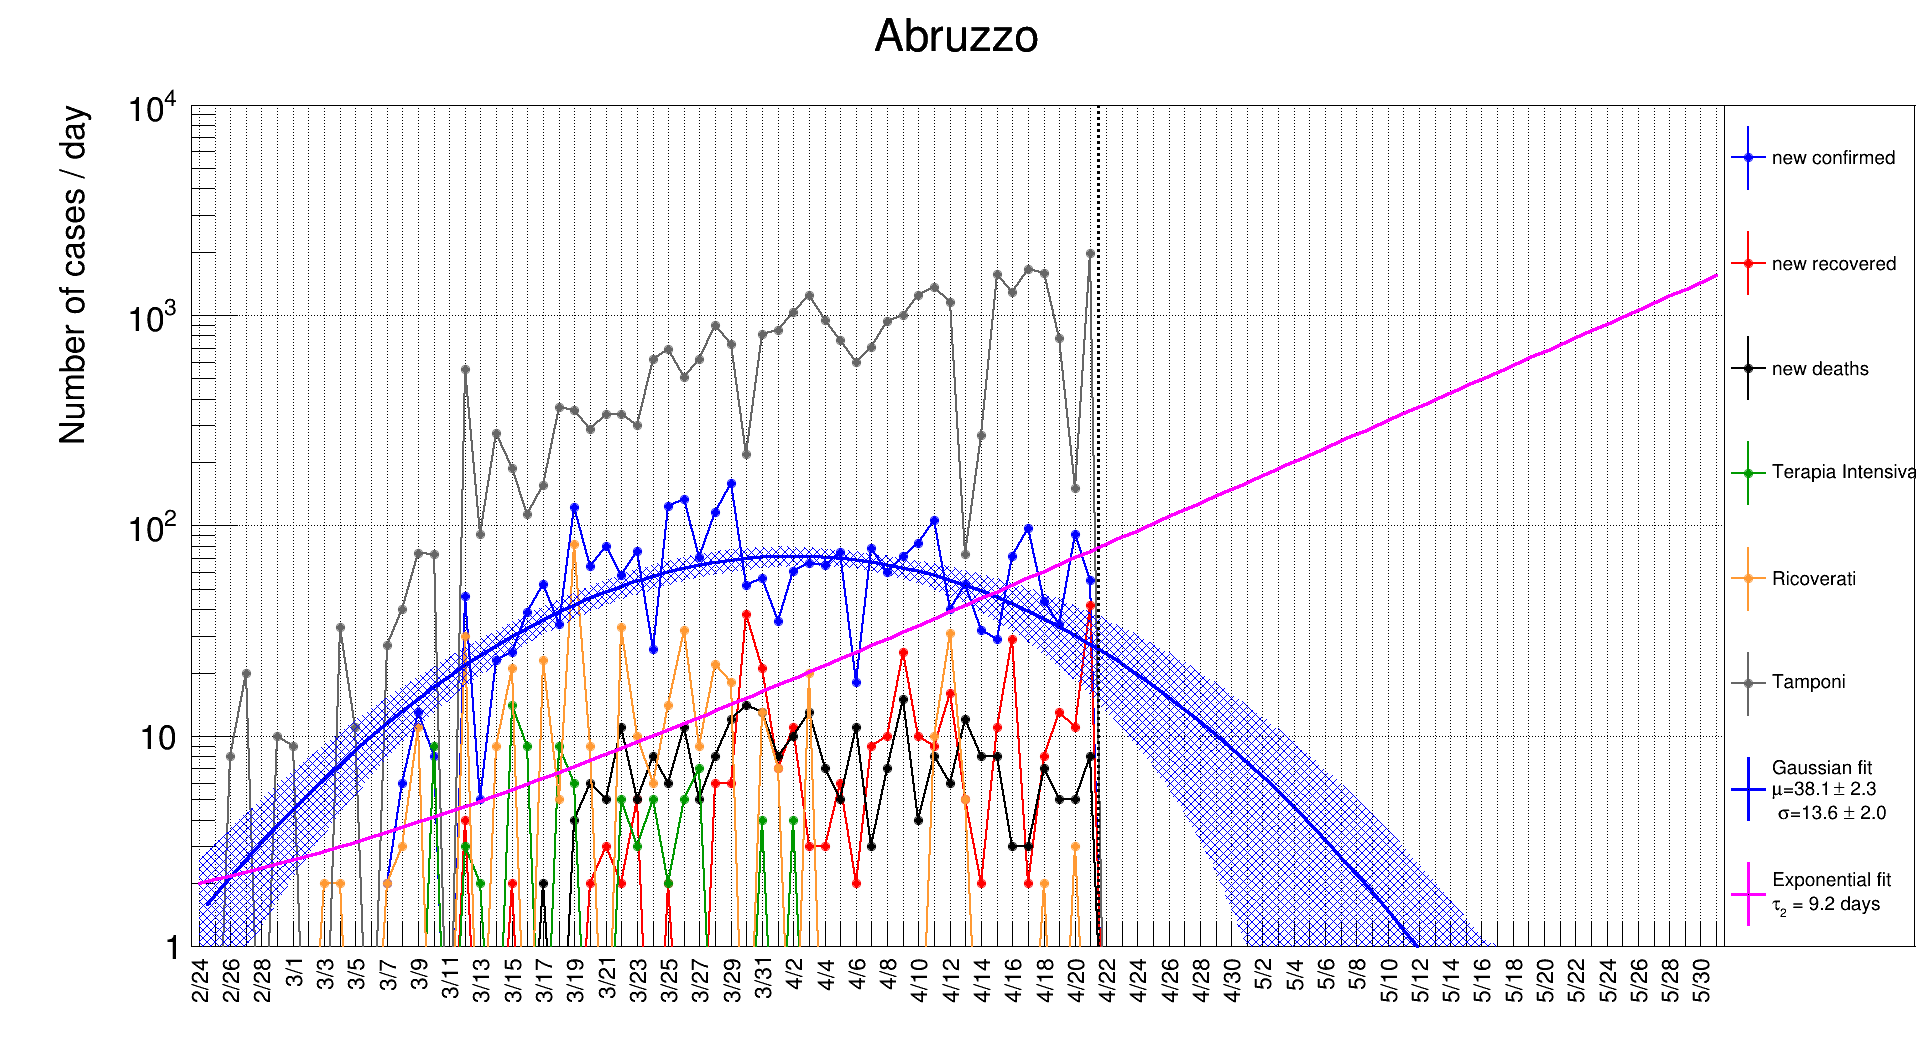 Abruzzo
Number of cases / day
10⁴
10³
10²
10
1
2/24 2/26 2/28 3/1 3/3 3/5 3/7 3/9 3/11 3/13 3/15 3/17 3/19 3/21 3/23 3/25 3/27 3/29 3/31 4/2 4/4 4/6 4/8 4/10 4/12 4/14 4/16 4/18 4/20 4/22 4/24 4/26 4/28 4/30 5/2 5/4 5/6 5/8 5/10 5/12 5/14 5/16 5/18 5/20 5/22 5/24 5/26 5/28 5/30
new confirmed
new recovered
new deaths
Terapia Intensiva
Ricoverati
Tamponi
Gaussian fit
μ=38.1 ± 2.3
σ=13.6 ± 2.0
Exponential fit
τ₂ = 9.2 days